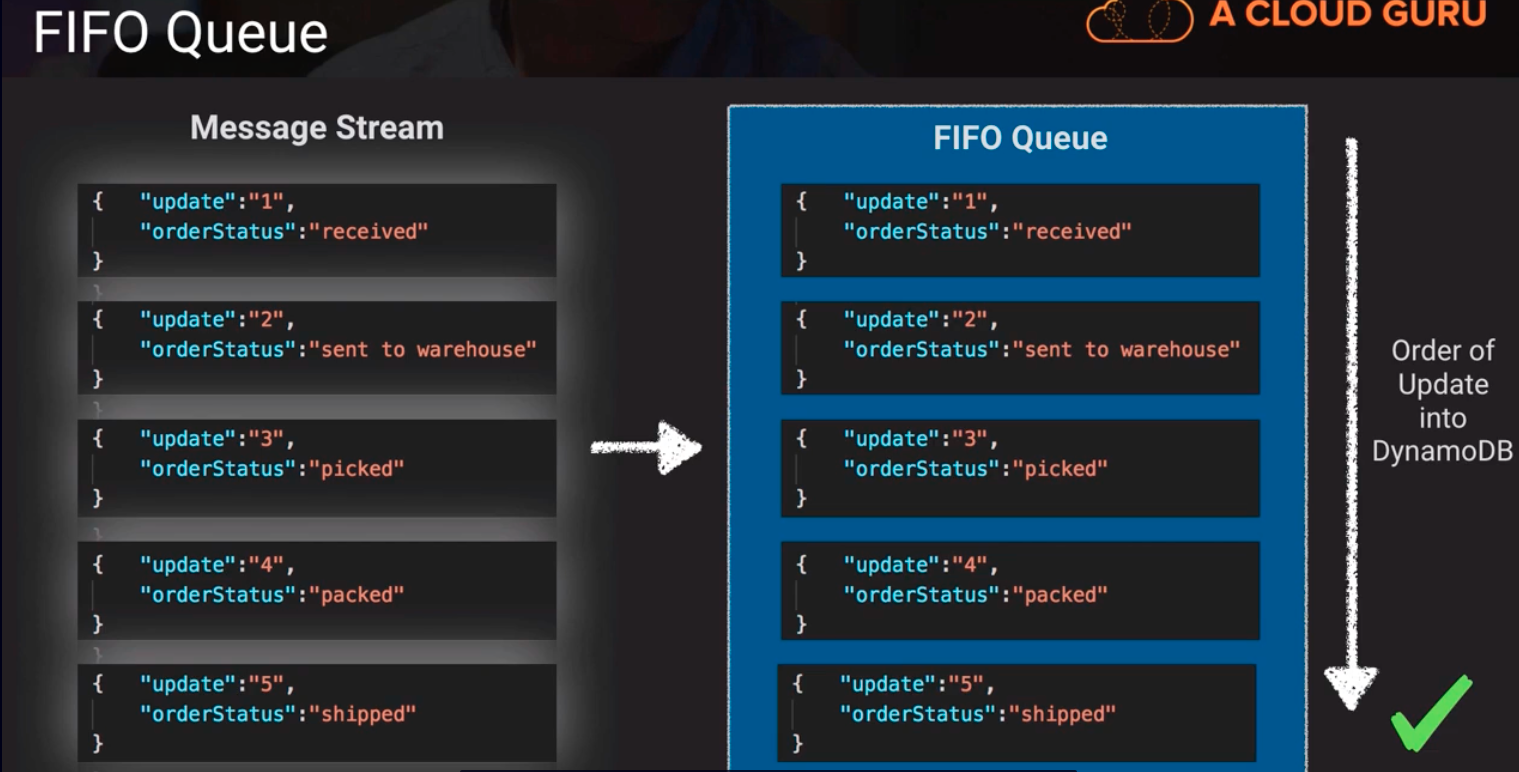 FIFO Queue
A CLOUD GURU
Message Stream
{ "update":"1",
"orderStatus":"received"
}
{ "update":"2",
"orderStatus":"sent to warehouse"
}
{ "update":"3",
"orderStatus":"picked"
}
{ "update":"4",
"orderStatus":"packed"
}
{ "update":"5",
"orderStatus":"shipped"
}
FIFO Queue
{ "update":"1",
"orderStatus":"received"
}
{ "update":"2",
"orderStatus":"sent to warehouse"
}
{ "update":"3",
"orderStatus":"picked"
}
{ "update":"4",
"orderStatus":"packed"
}
{ "update":"5",
"orderStatus":"shipped"
}
Order of
Update
into
DynamoDB